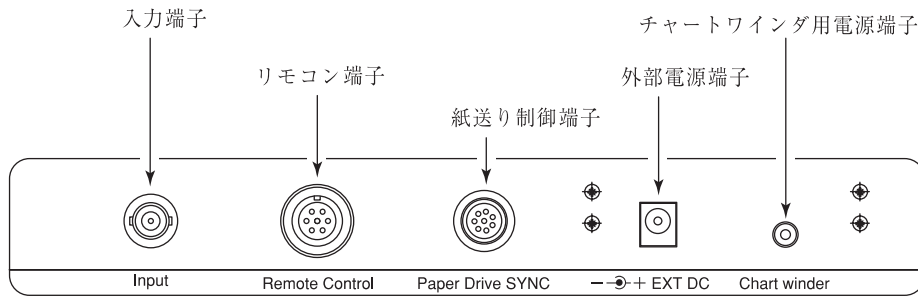 入力端子
チャートワインダ用電源端子
リモコン端子
外部電源端子
紙送り制御端子
Input
Remote Control
Paper Drive SYNC
− + EXT DC
Chart winder